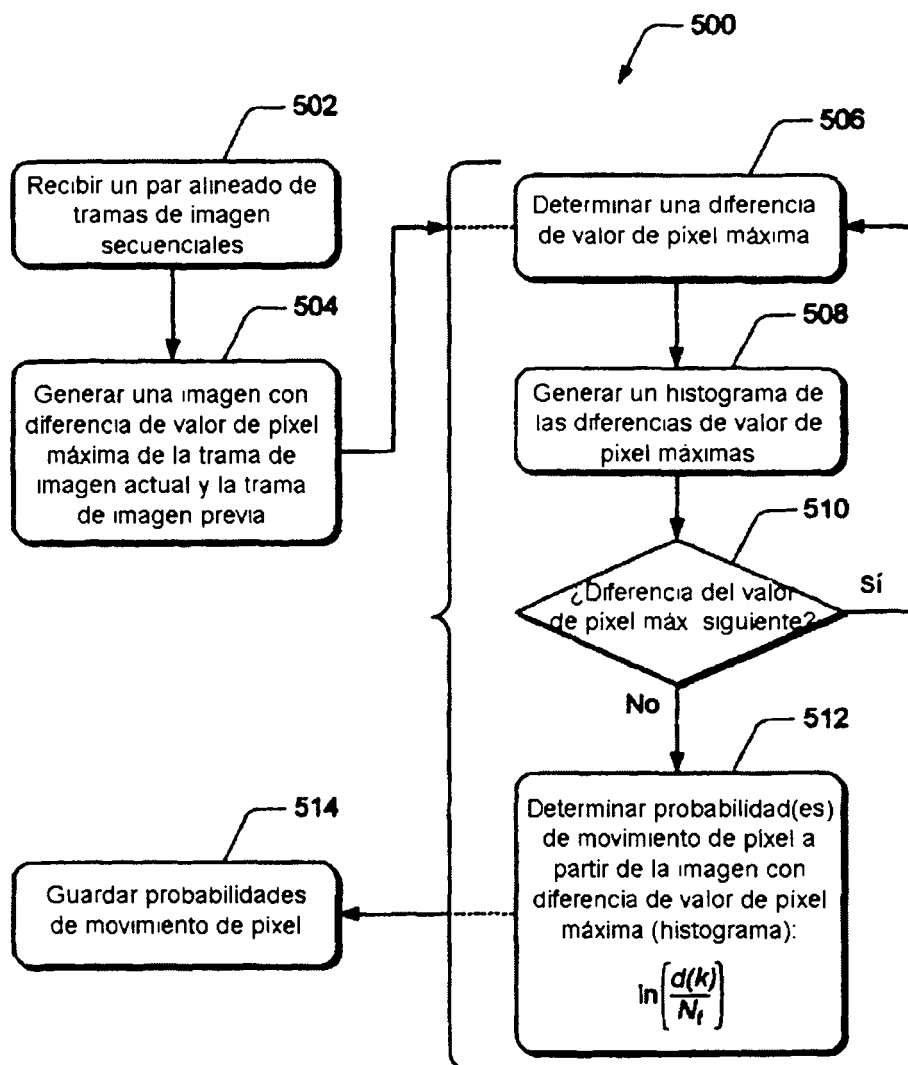 500
502
Recibir un par alineado de
tramas de imagen
secuenciales
504
Generar una imagen con
diferencia de valor de píxel
máxima de la trama de
imagen actual y la trama
de imagen previa
506
Determinar una diferencia
de valor de píxel máxima
508
Generar un histograma de
las diferencias de valor de
píxel máximas
510
¿Diferencia del valor
de píxel máx siguiente?
Sí
No
512
Determinar probabilidad(es)
de movimiento de píxel a
partir de la imagen con
diferencia de valor de píxel
máxima (histograma):
ln[d(k)/N_f]
514
Guardar probabilidades
de movimiento de píxel